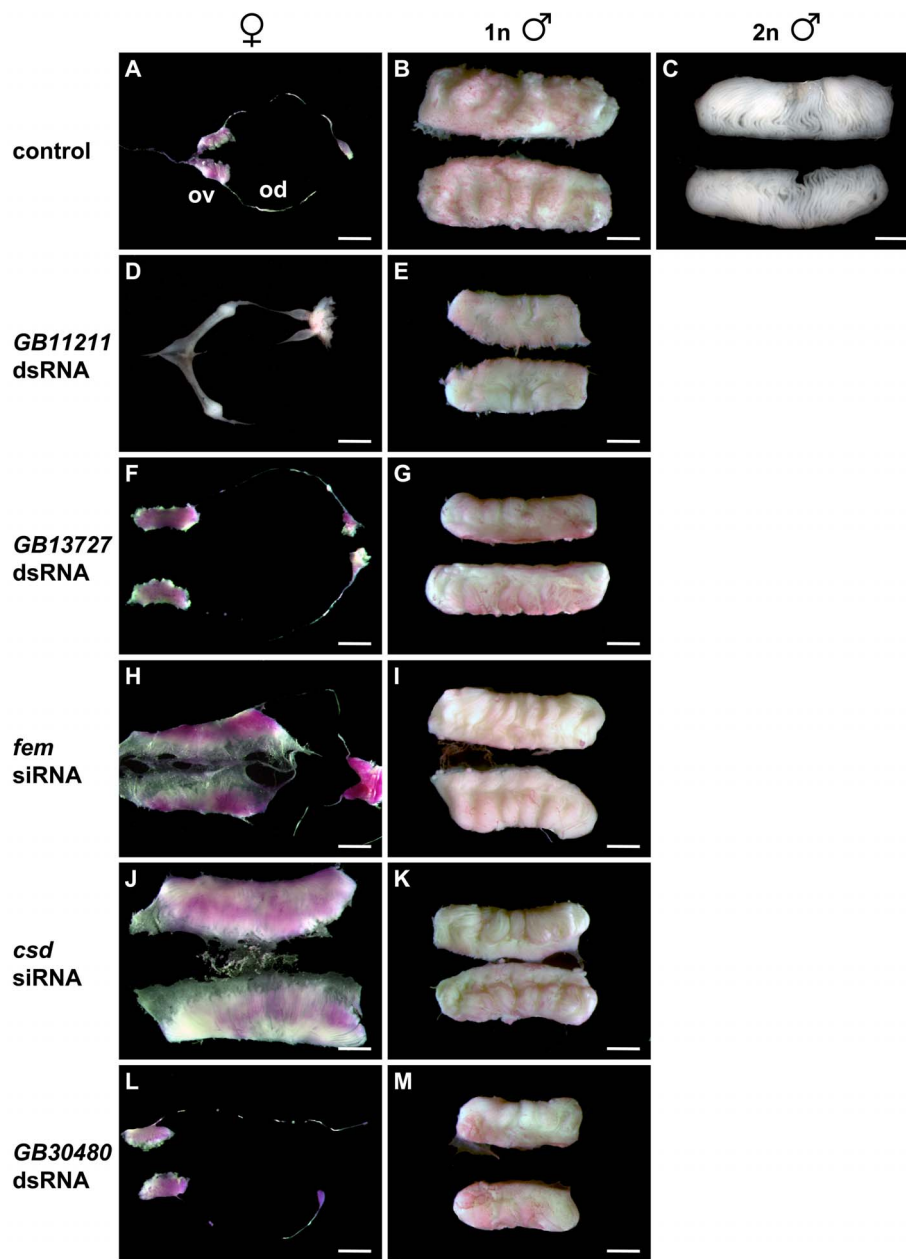 ♀ 1n ♂ 2n ♂
A B C
control
ov od
D E
GB11211
dsRNA
F G
GB13727
dsRNA
H I
fem
siRNA
J K
csd
siRNA
L M
GB30480
dsRNA